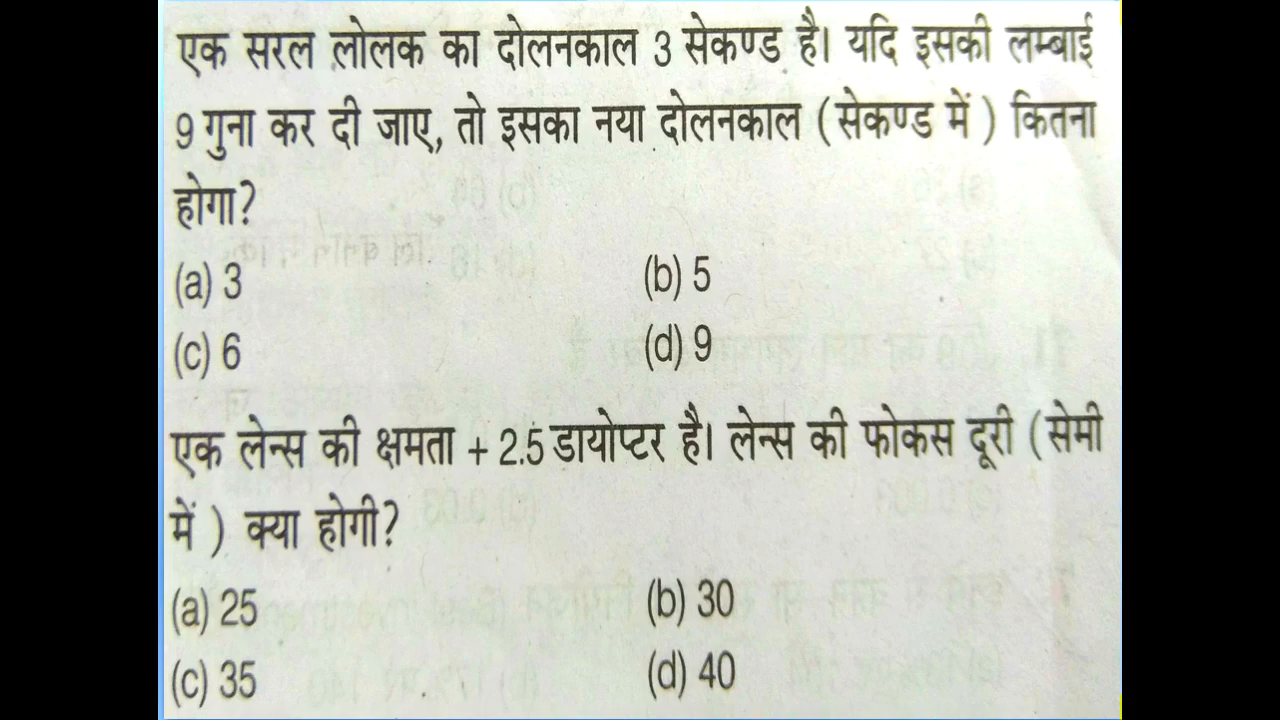 एक सरल लोलक का दोलनकाल 3 सेकण्ड है। यदि इसकी लम्बाई
9 गुना कर दी जाए, तो इसका नया दोलनकाल ( सेकण्ड में ) कितना
होगा?
(a) 3 (b) 5
(c) 6 (d) 9
एक लेन्स की क्षमता + 2.5 डायोप्टर है। लेन्स की फोकस दूरी ( सेमी
में ) क्या होगी?
(a) 25 (b) 30
(c) 35 (d) 40